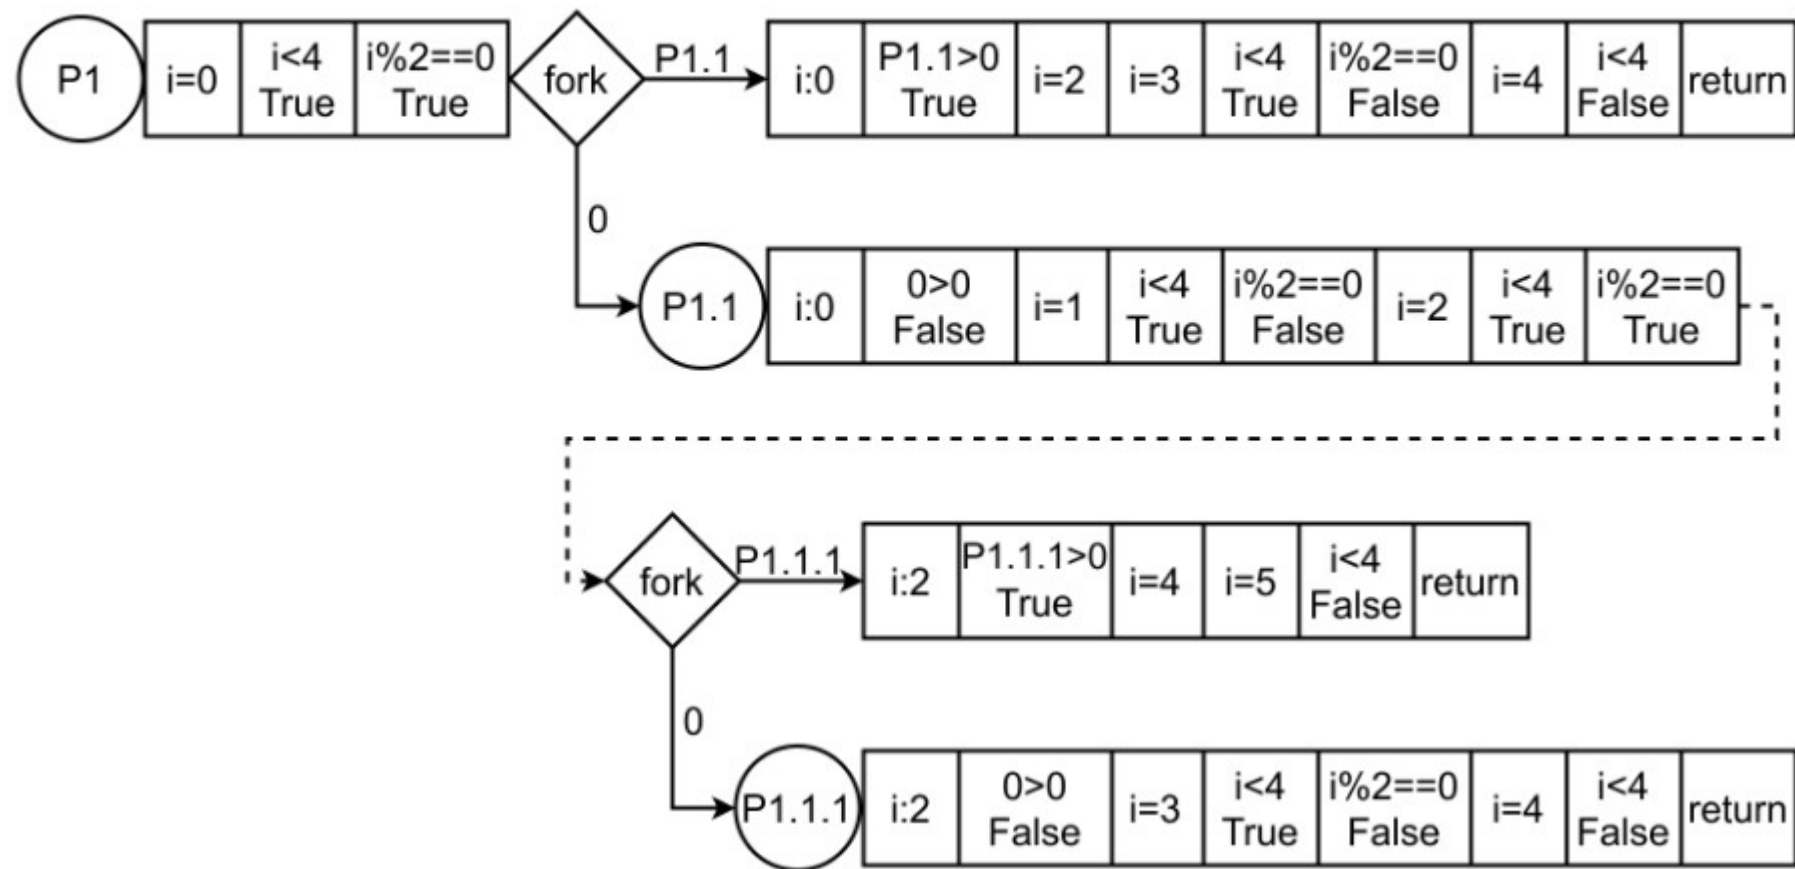 P1
i=0
i<4
True
i%2==0
True
fork
P1.1
i:0
P1.1>0
True
i=2
i=3
i<4
True
i%2==0
False
i=4
i<4
False
return
0
P1.1
i:0
0>0
False
i=1
i<4
True
i%2==0
False
i=2
i<4
True
i%2==0
True
fork
P1.1.1
i:2
P1.1.1>0
True
i=4
i=5
i<4
False
return
0
P1.1.1
i:2
0>0
False
i=3
i<4
True
i%2==0
False
i=4
i<4
False
return